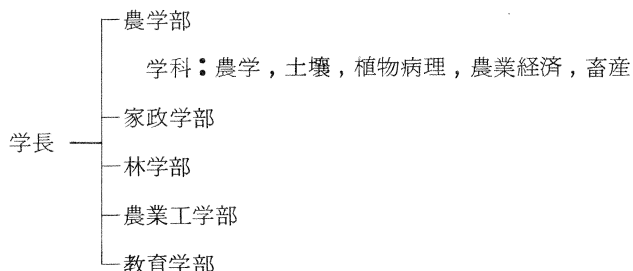 農学部
学科：農学，土壌，植物病理，農業経済，畜産
家政学部
学長
林学部
農業工学部
教育学部